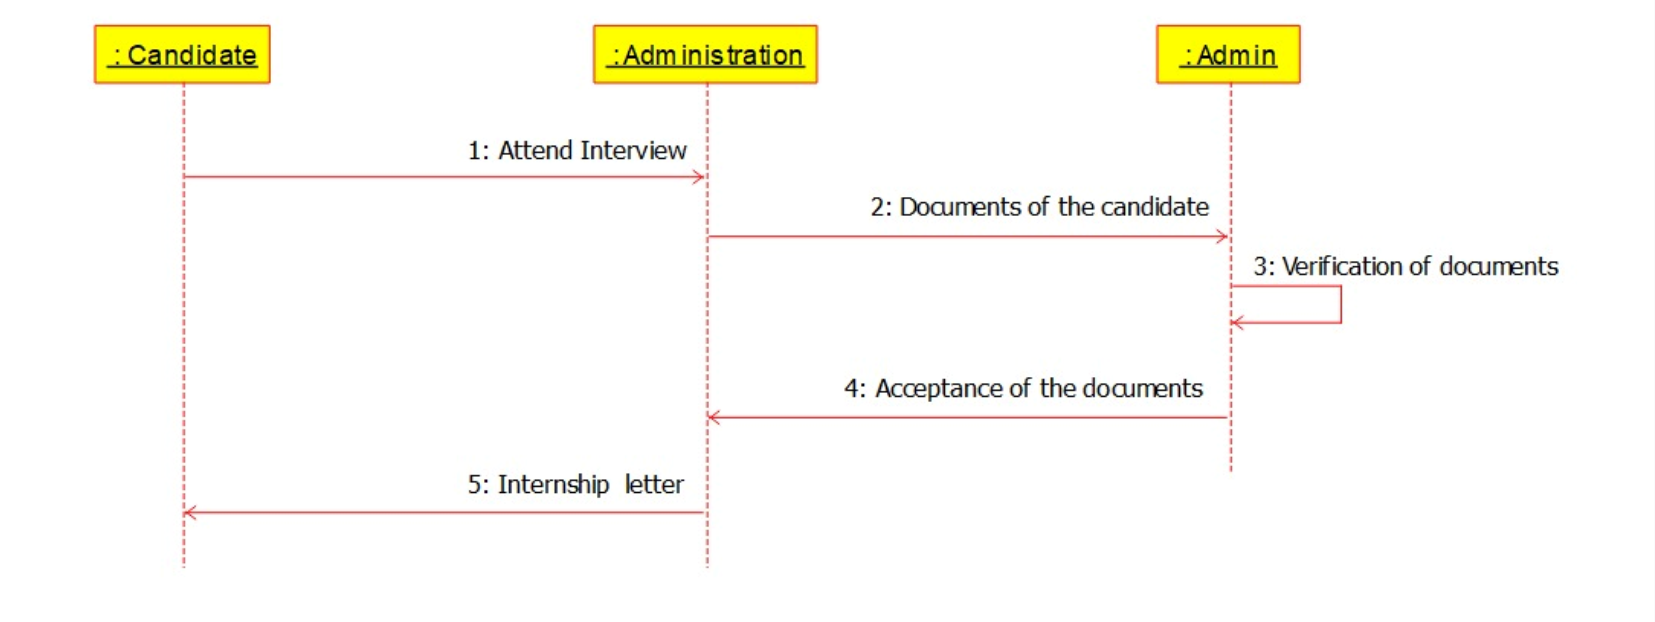 : Candidate
:Administration
:Admin
1: Attend Interview
2: Documents of the candidate
3: Verification of documents
4: Acceptance of the documents
5: Internship letter